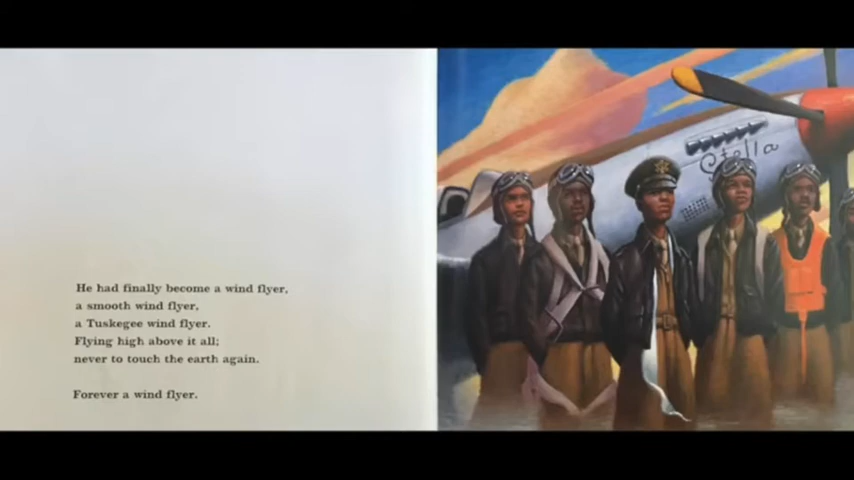 He had finally become a wind flyer,
a smooth wind flyer,
a Tuskegee wind flyer.
Flying high above it all;
never to touch the earth again.
Forever a wind flyer.
Stella